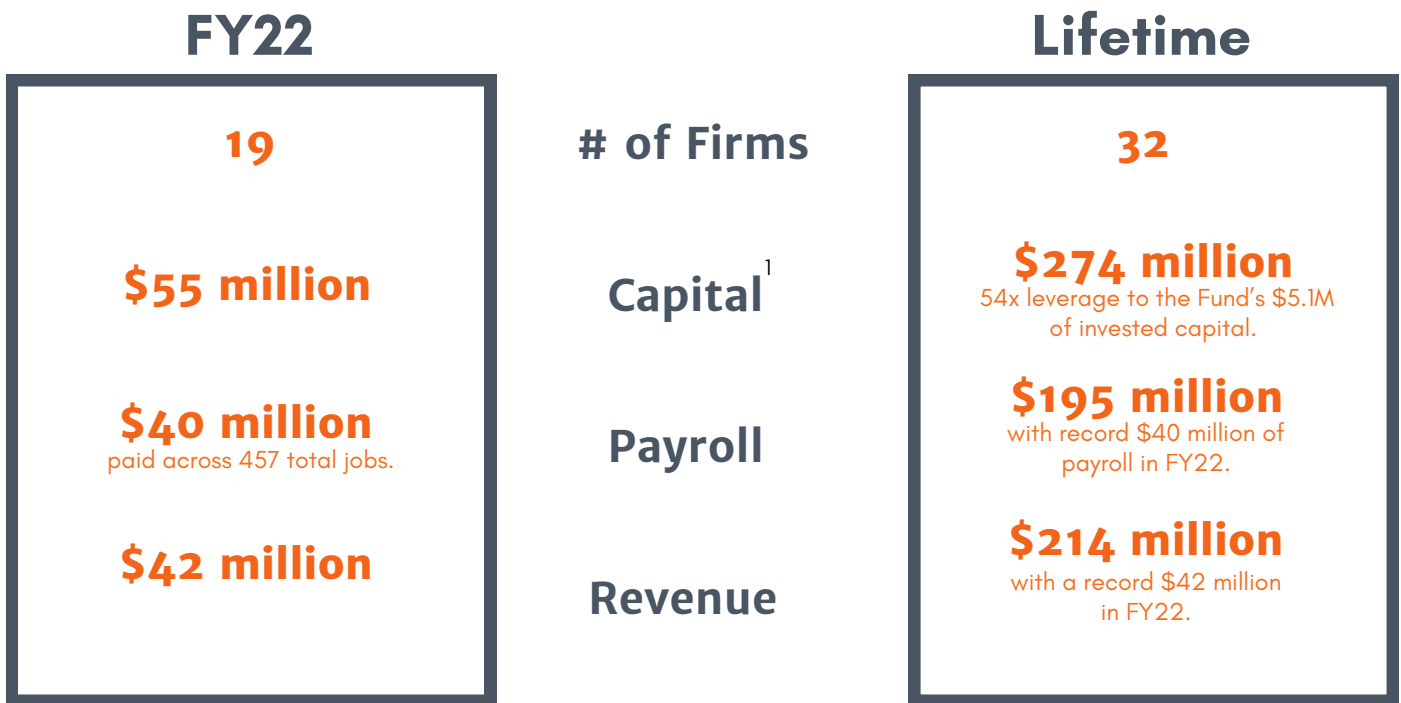 FY22
Lifetime
19
# of Firms
32
$55 million
Capital1
$274 million
54x leverage to the Fund's $5.1M
of invested capital.
$40 million
paid across 457 total jobs.
Payroll
$195 million
with record $40 million of
payroll in FY22.
$42 million
Revenue
$214 million
with a record $42 million
in FY22.